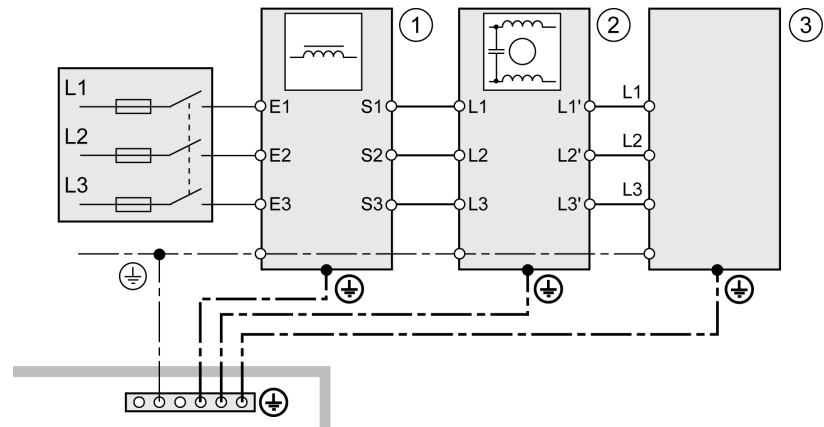 1 2 3
L1
L2
L3
E1 S1 L1 L1' L1
E2 S2 L2 L2' L2
E3 S3 L3 L3' L3